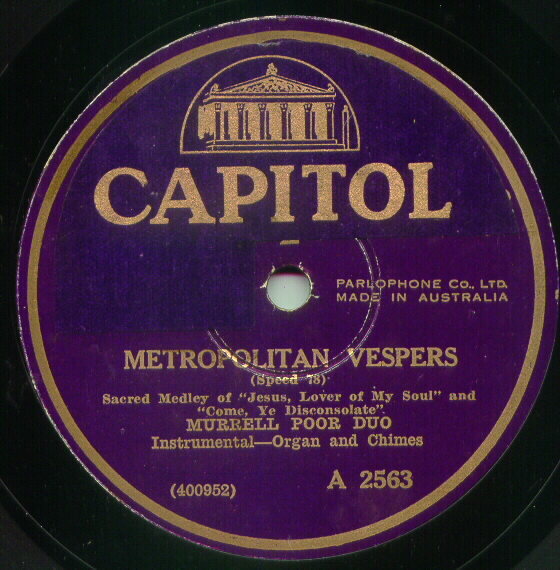 CAPITOL
PARLOPHONE Co., LTD.
MADE IN AUSTRALIA
METROPOLITAN VESPERS
(Speed 78)
Sacred Medley of "Jesus, Lover of My Soul" and
"Come, Ye Disconsolate"
MURRELL POOR DUO
Instrumental—Organ and Chimes
(400952)
A 2563